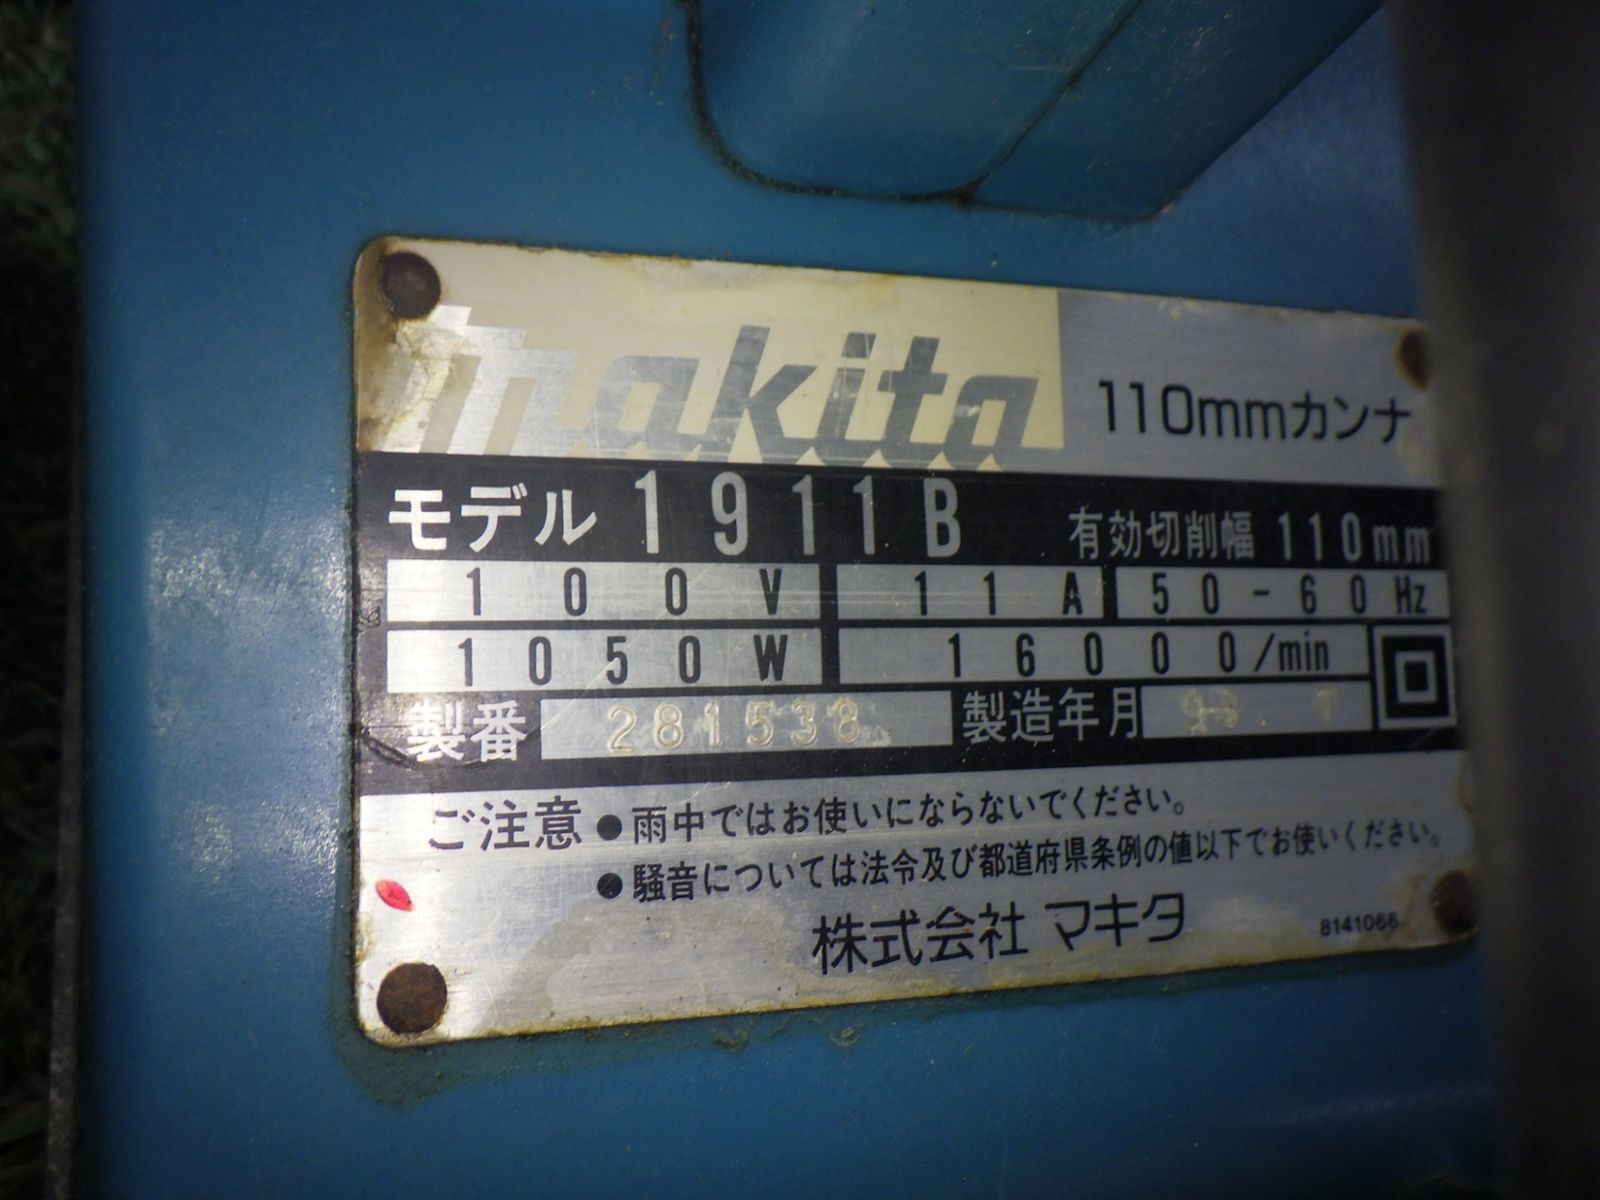 makita 110mmカンナ
モデル 1911B 有効切削幅 110mm
100V 11A 50-60Hz
1050W 16000/min
製番 281538 製造年月
ご注意 ●雨中ではお使いにならないでください。
●騒音については法令及び都道府県条例の値以下でお使いください。
株式会社 マキタ 8141066